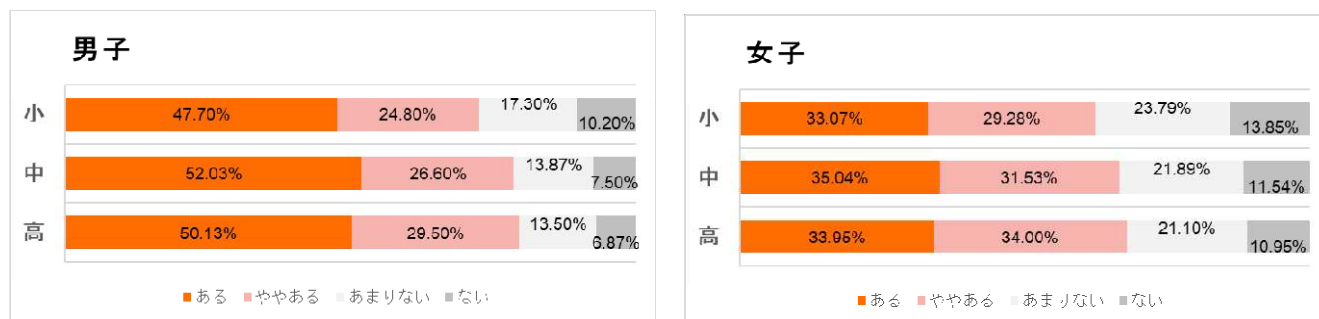 男子
小 47.70% 24.80% 17.30% 10.20%
中 52.03% 26.60% 13.87% 7.50%
高 50.13% 29.50% 13.50% 6.87%
■ある ■ややある ■あまりない ■ない
女子
小 33.07% 29.28% 23.79% 13.85%
中 35.04% 31.53% 21.89% 11.54%
高 33.95% 34.00% 21.10% 10.95%
■ある ■ややある ■あまりない ■ない